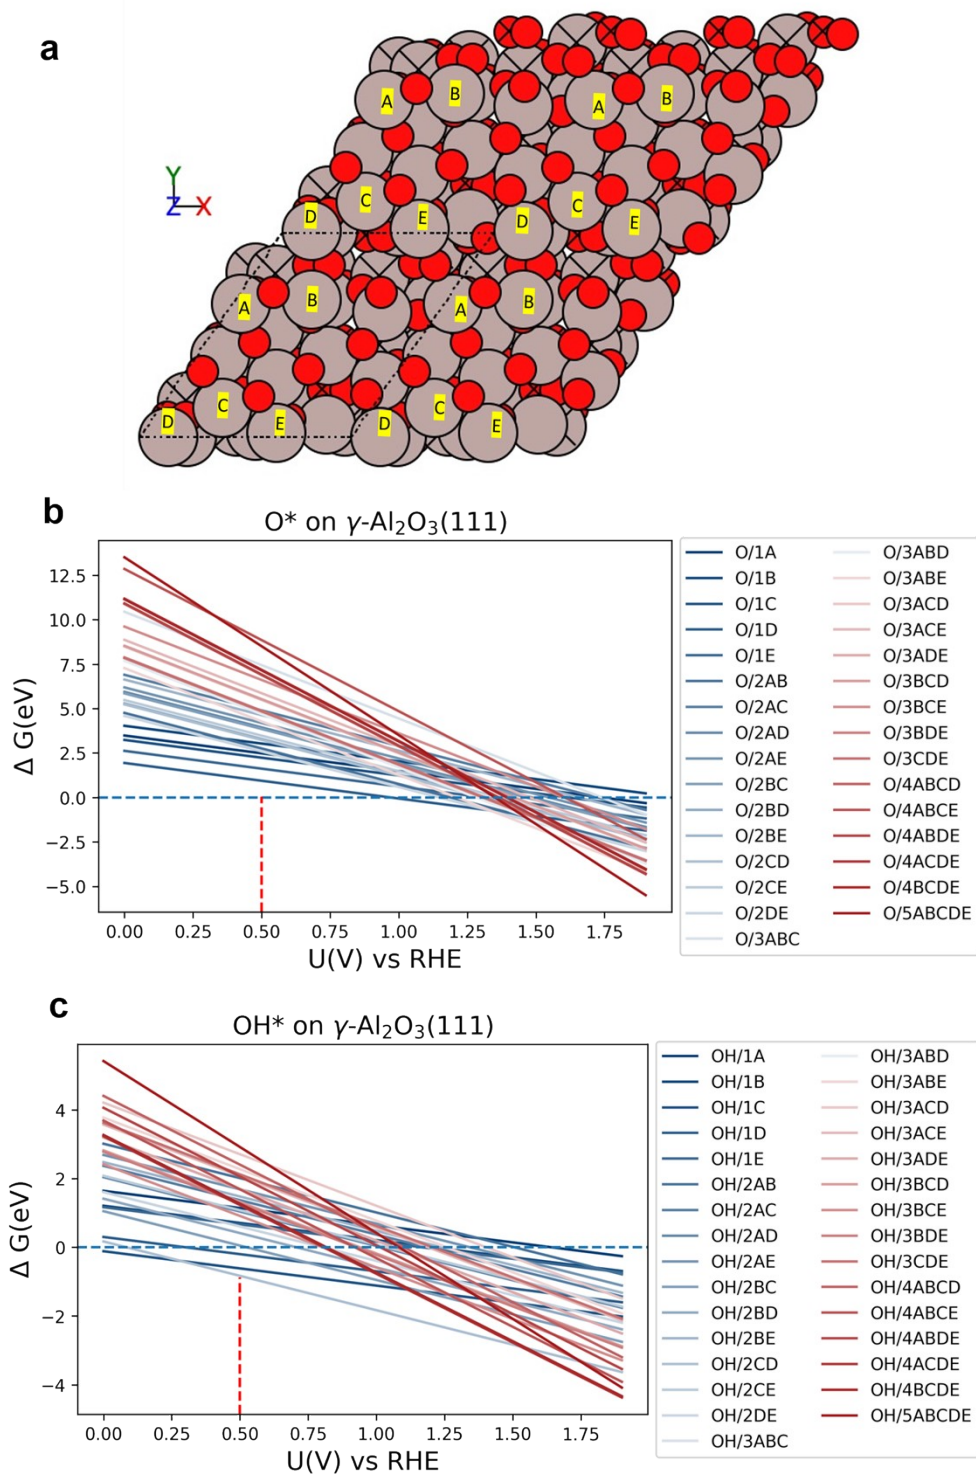 a
A B A B
Y
Z X
C C
D E D E
A B A B
C C
D E D E
b
O* on γ-Al₂O₃(111)
12.5
10.0
7.5
5.0
2.5
0.0
−2.5
−5.0
Δ G(eV)
0.00 0.25 0.50 0.75 1.00 1.25 1.50 1.75
U(V) vs RHE
O/1A
O/1B
O/1C
O/1D
O/1E
O/2AB
O/2AC
O/2AD
O/2AE
O/2BC
O/2BD
O/2BE
O/2CD
O/2CE
O/2DE
O/3ABC
O/3ABD
O/3ABE
O/3ACD
O/3ACE
O/3ADE
O/3BCD
O/3BCE
O/3BDE
O/3CDE
O/4ABCD
O/4ABCE
O/4ABDE
O/4ACDE
O/4BCDE
O/5ABCDE
c
OH* on γ-Al₂O₃(111)
4
2
0
−2
−4
Δ G(eV)
0.00 0.25 0.50 0.75 1.00 1.25 1.50 1.75
U(V) vs RHE
OH/1A
OH/1B
OH/1C
OH/1D
OH/1E
OH/2AB
OH/2AC
OH/2AD
OH/2AE
OH/2BC
OH/2BD
OH/2BE
OH/2CD
OH/2CE
OH/2DE
OH/3ABC
OH/3ABD
OH/3ABE
OH/3ACD
OH/3ACE
OH/3ADE
OH/3BCD
OH/3BCE
OH/3BDE
OH/3CDE
OH/4ABCD
OH/4ABCE
OH/4ABDE
OH/4ACDE
OH/4BCDE
OH/5ABCDE